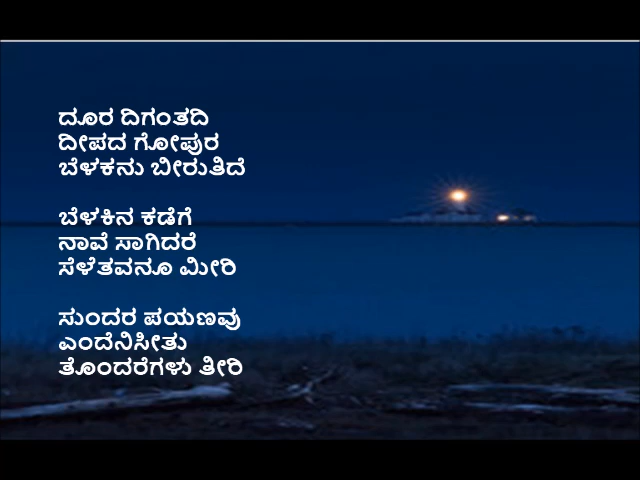 ದೂರ ದಿಗಂತದಿ
ದೀಪದ ಗೋಪುರ
ಬೆಳಕನು ಬೀರುತಿದೆ
ಬೆಳಕಿನ ಕಡೆಗೆ
ನಾವೆ ಸಾಗಿದರೆ
ಸೆಳೆತವನೂ ಮೀರಿ
ಸುಂದರ ಪಯಣವು
ಎಂದೆನಿಸೀತು
ತೊಂದರೆಗಳು ತೀರಿ